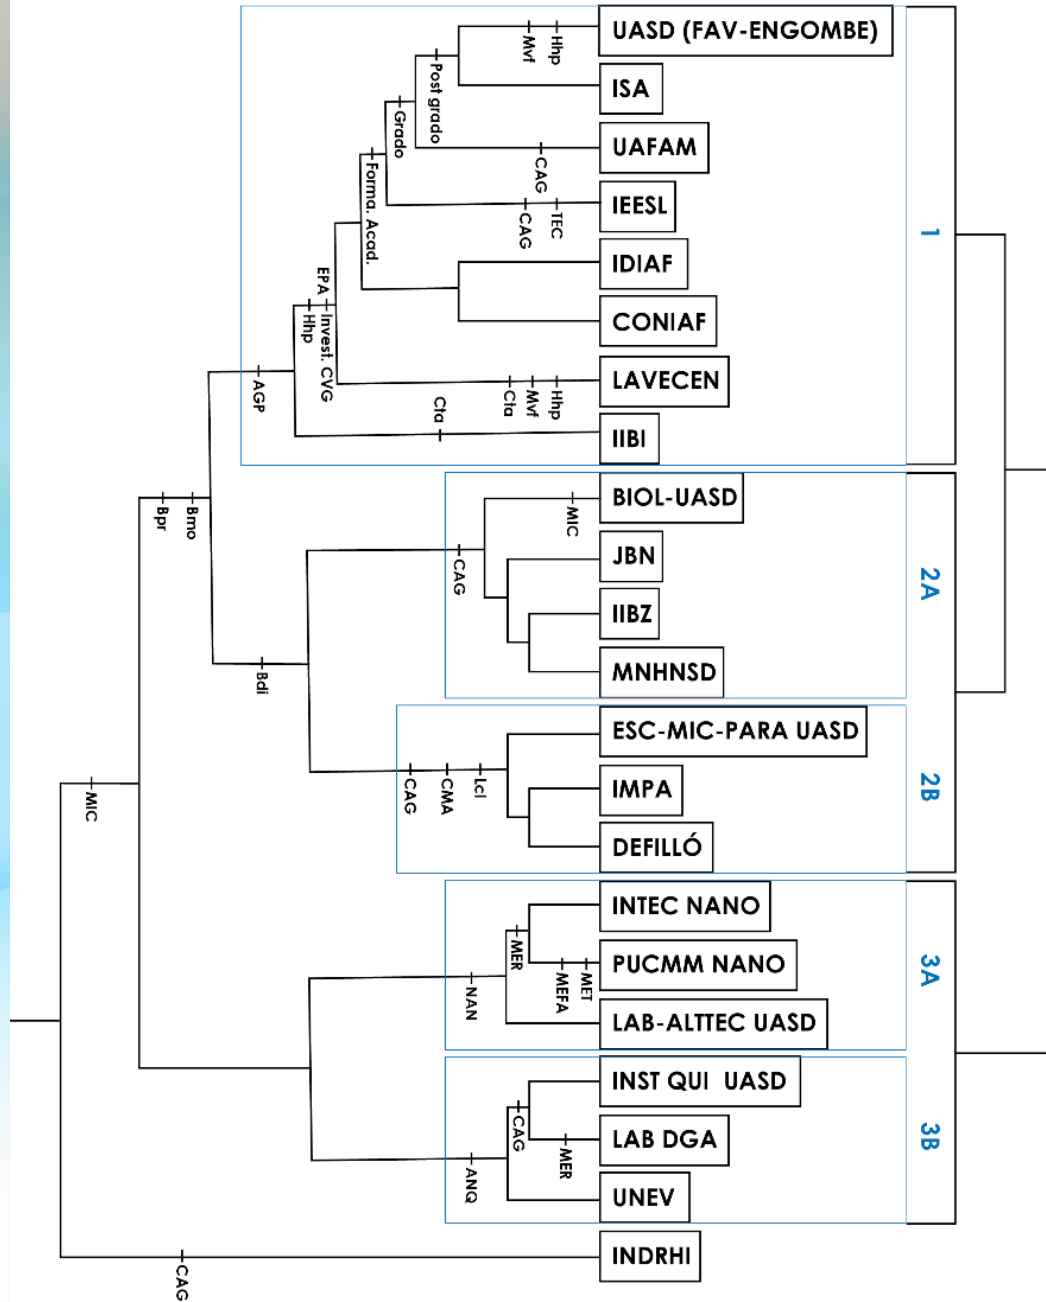 UASD (FAV-ENGOMBE)
Hhp
Mvf
Post grado
ISA
Grado
UAFAM
CAG
Forma. Acad.
IEESL
TEC
CAG
1
IDIAF
EPA
Invest. CVG
Hhp
CONIAF
LAVECEN
Hhp
Mvf
Cta
AGP
Cta
IIBI
BIOL-UASD
MIC
Bmo
Bpr
JBN
CAG
2A
IIBZ
MNHNSD
Bdi
ESC-MIC-PARA UASD
Lcl
CMA
CAG
IMPA
2B
MIC
DEFILLÓ
INTEC NANO
MER
PUCMM NANO
MET
MEFA
3A
NAN
LAB-ALTTEC UASD
INST QUI UASD
CAG
LAB DGA
MER
3B
ANQ
UNEV
INDRHI
CAG